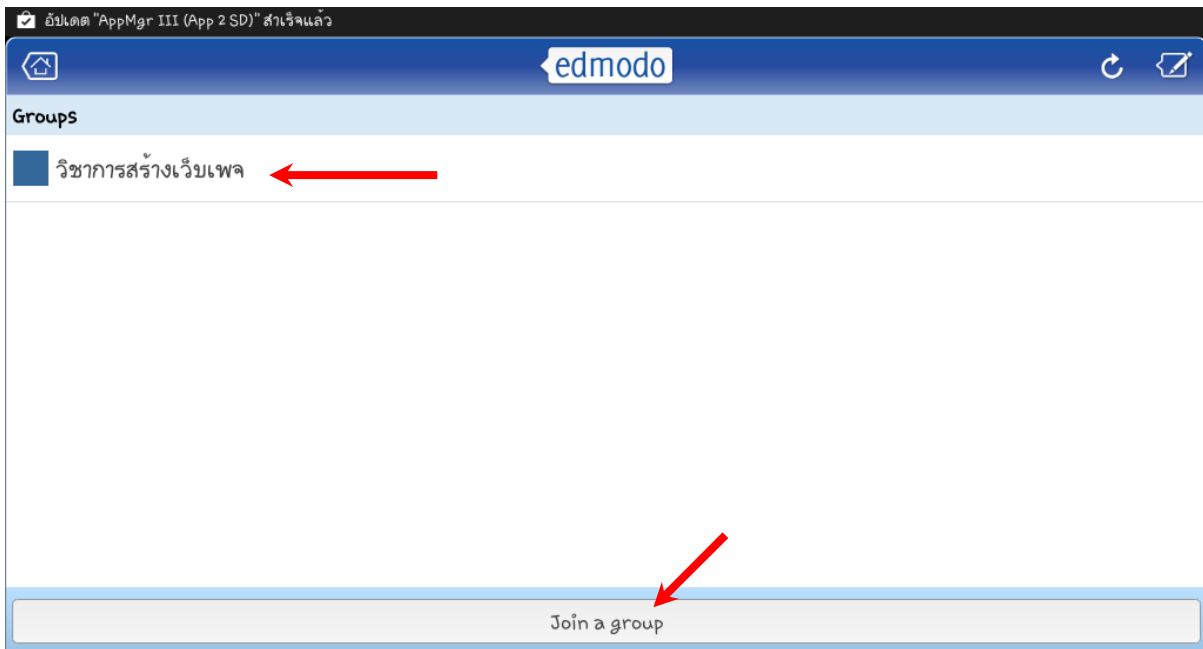 อัปเดต "AppMgr III (App 2 SD)" สำเร็จแล้ว
edmodo
Groups
วิชาการสร้างเว็บเพจ
Join a group